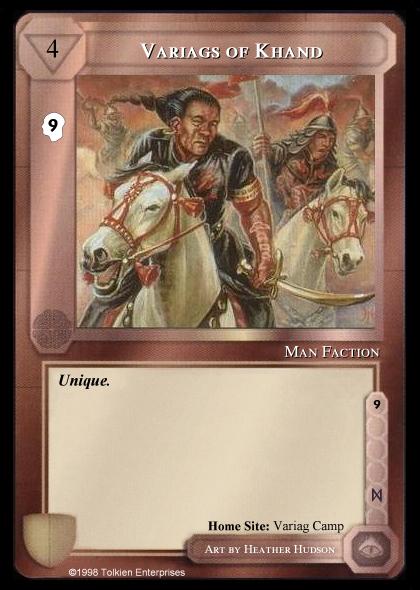 4
VARIAGS OF KHAND
9
MAN FACTION
Unique.
9
ᛞ
Home Site: Variag Camp
ART BY HEATHER HUDSON
©1998 Tolkien Enterprises